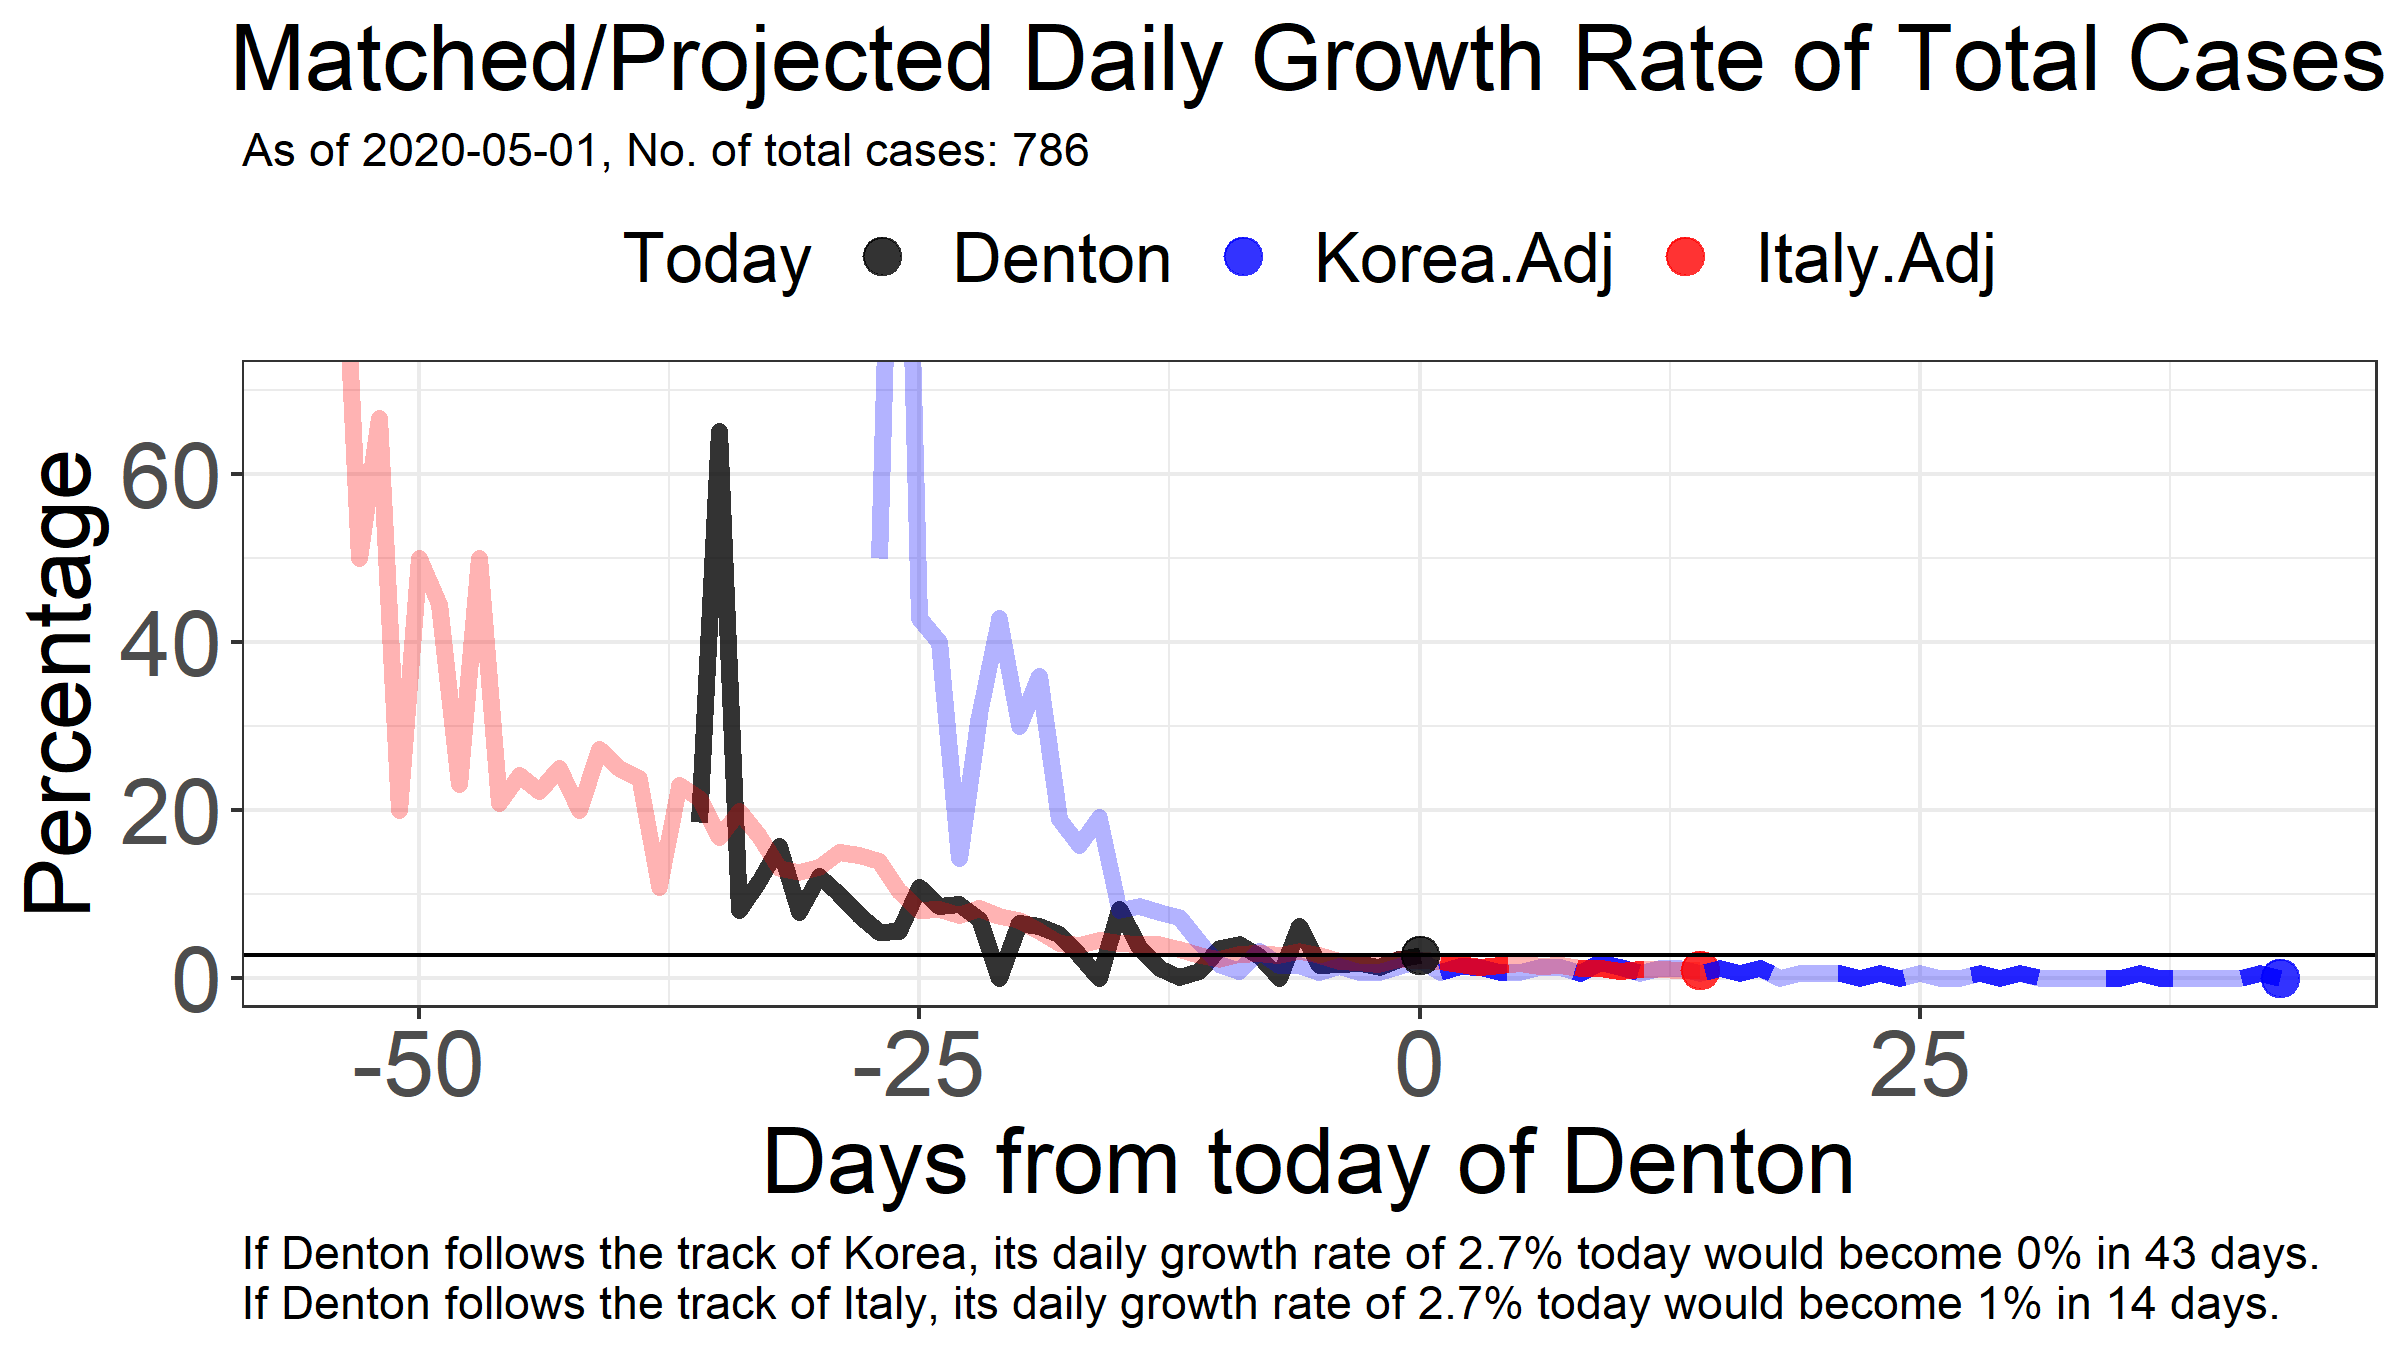 Matched/Projected Daily Growth Rate of Total Cases
As of 2020-05-01, No. of total cases: 786
Today Denton Korea.Adj Italy.Adj
Percentage
60
40
20
0
-50 -25 0 25
Days from today of Denton
If Denton follows the track of Korea, its daily growth rate of 2.7% today would become 0% in 43 days.
If Denton follows the track of Italy, its daily growth rate of 2.7% today would become 1% in 14 days.